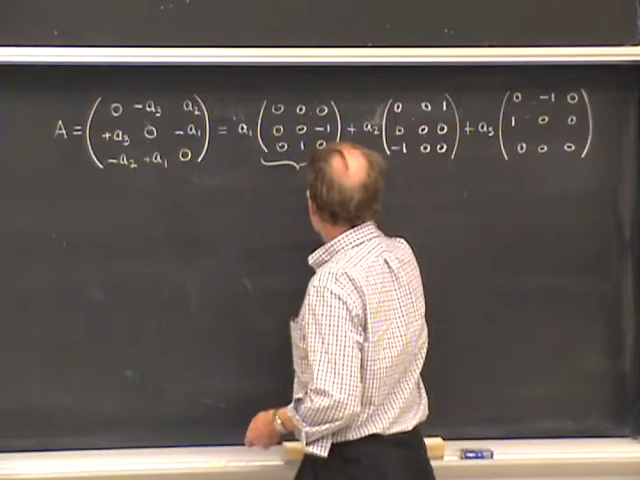 0 -a₃ a₂ 0 0 0 0 0 1 0 -1 0
A = ( +a₃ 0 -a₁ ) = a₁ ( 0 0 -1 ) + a₂ ( 0 0 0 ) + a₃ ( 1 0 0 )
-a₂ +a₁ 0 0 1 0 -1 0 0 0 0 0